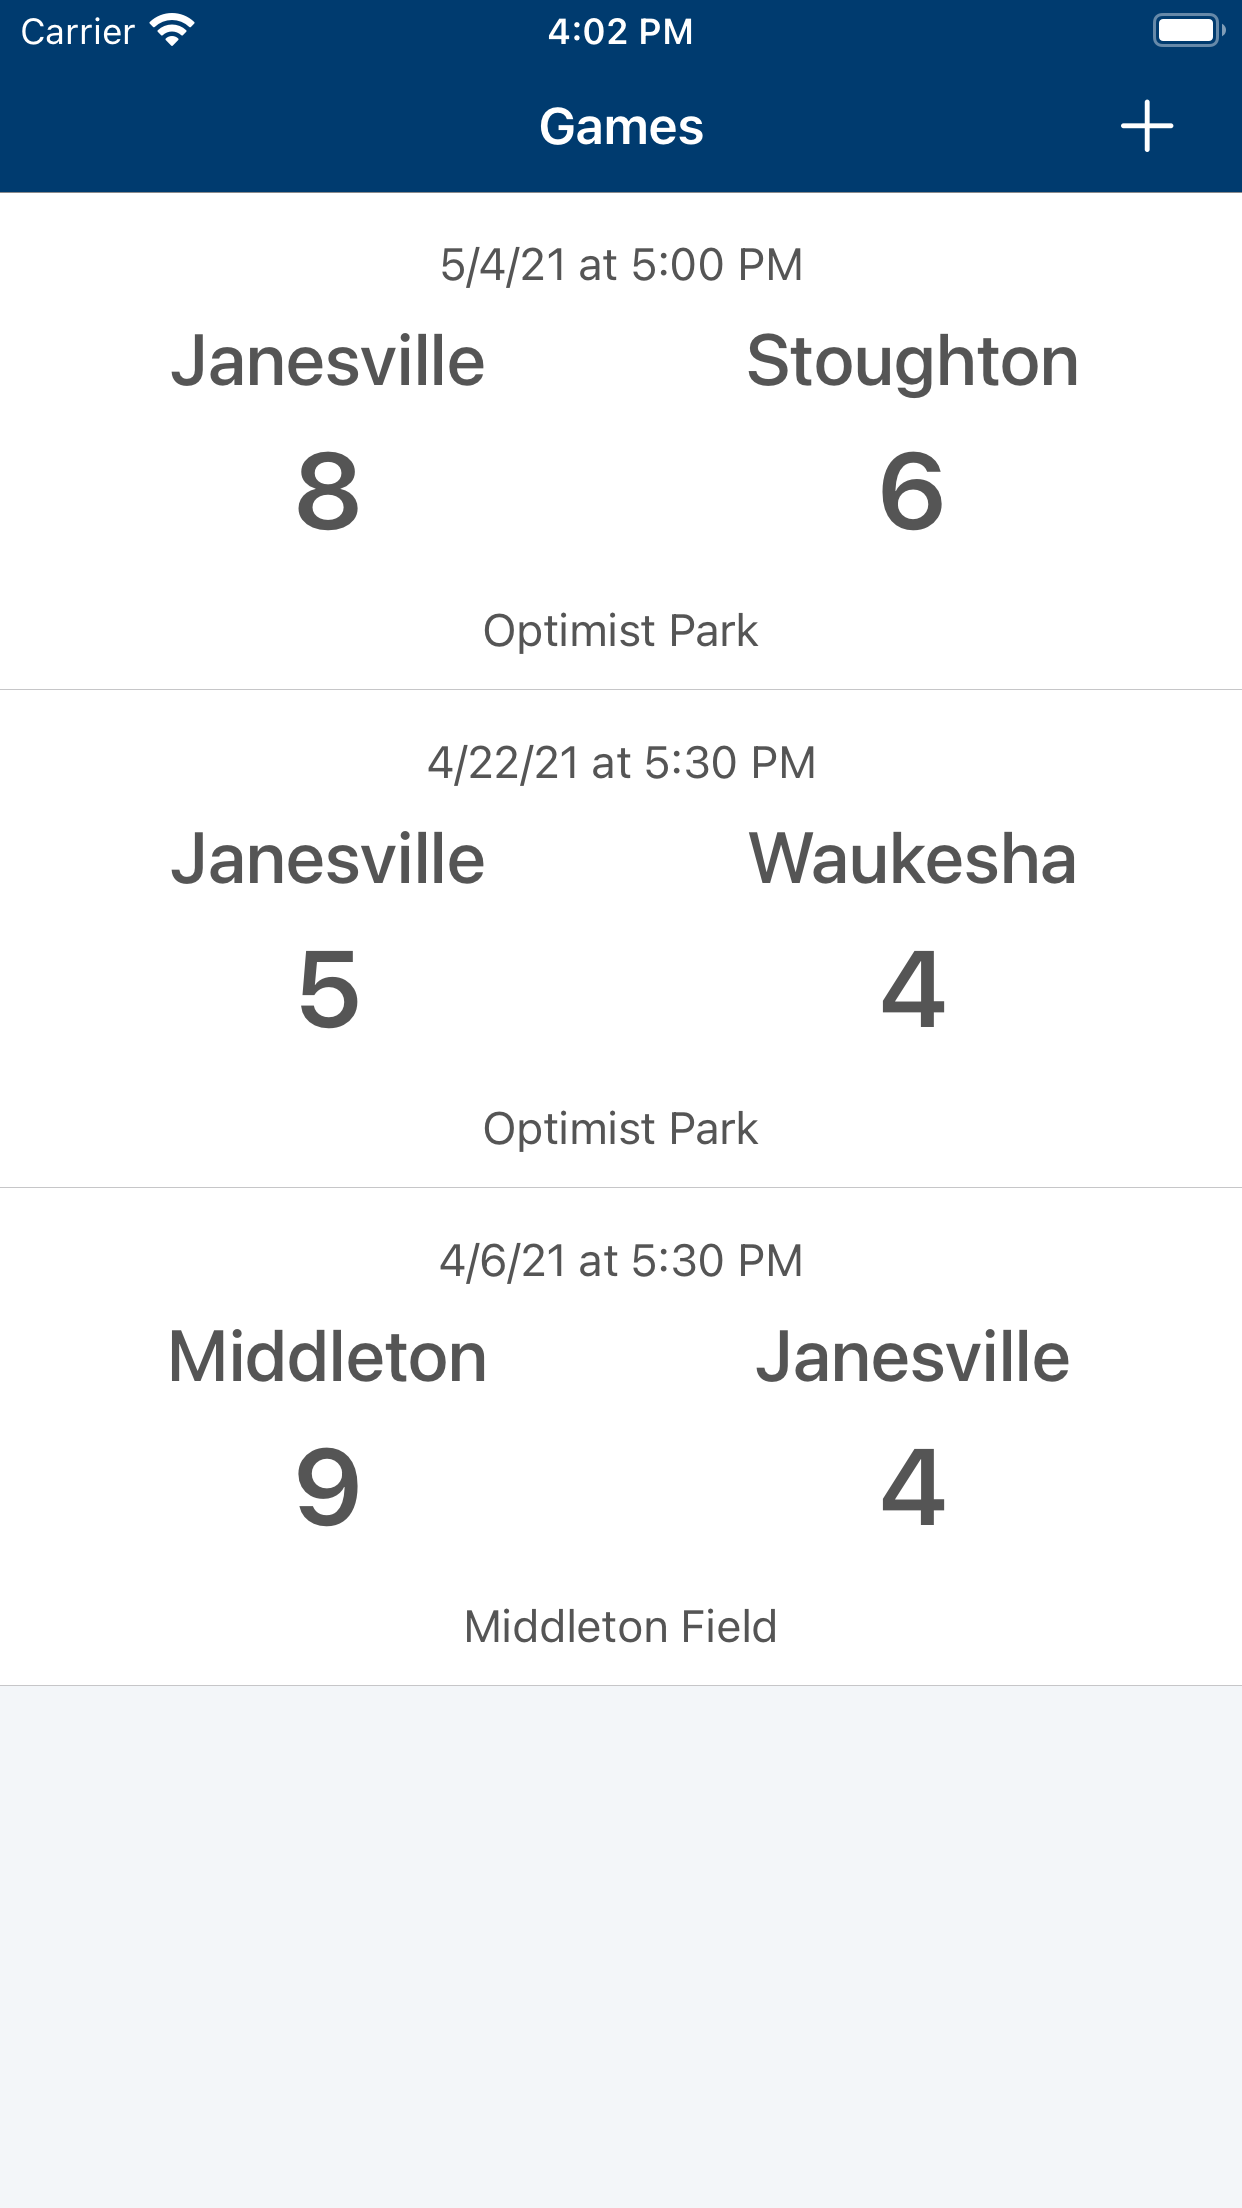 Carrier 4:02 PM
Games
5/4/21 at 5:00 PM
Janesville Stoughton
8 6
Optimist Park
4/22/21 at 5:30 PM
Janesville Waukesha
5 4
Optimist Park
4/6/21 at 5:30 PM
Middleton Janesville
9 4
Middleton Field